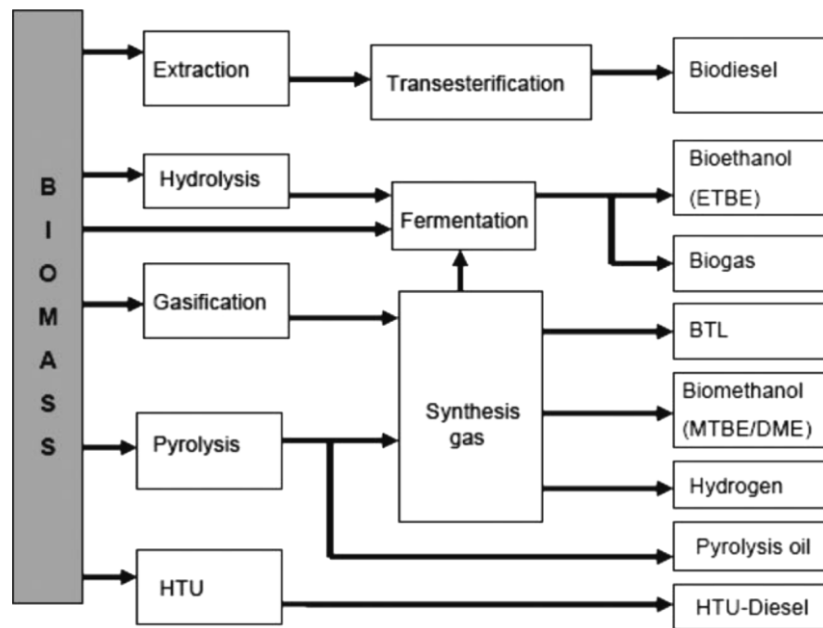 BIOMASS
Extraction
Transesterification
Biodiesel
Hydrolysis
Fermentation
Bioethanol
(ETBE)
Biogas
Gasification
Synthesis
gas
BTL
Biomethanol
(MTBE/DME)
Pyrolysis
Hydrogen
Pyrolysis oil
HTU
HTU-Diesel